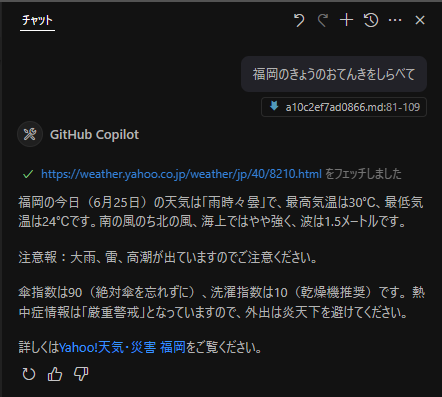 チャット
福岡のきょうのおてんきをしらべて
a10c2ef7ad0866.md:81-109
GitHub Copilot
https://weather.yahoo.co.jp/weather/jp/40/8210.html をフェッチしました
福岡の今日（6月25日）の天気は「雨時々曇」で、最高気温は30℃、最低気
温は24℃です。南の風のち北の風、海上ではやや強く、波は1.5メートルです。
注意報：大雨、雷、高潮が出ていますのでご注意ください。
傘指数は90（絶対傘を忘れずに）、洗濯指数は10（乾燥機推奨）です。熱
中症情報は「厳重警戒」となっていますので、外出は炎天下を避けてください。
詳しくはYahoo!天気・災害 福岡をご覧ください。